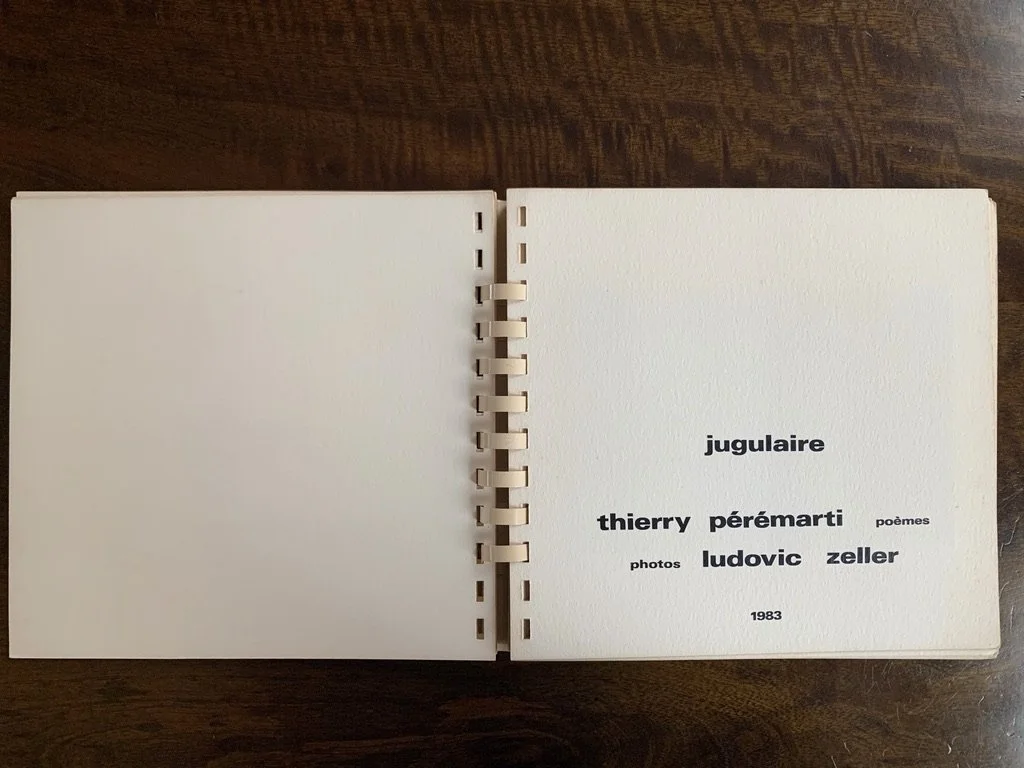 jugulaire
thierry pérémarti poèmes
photos ludovic zeller
1983